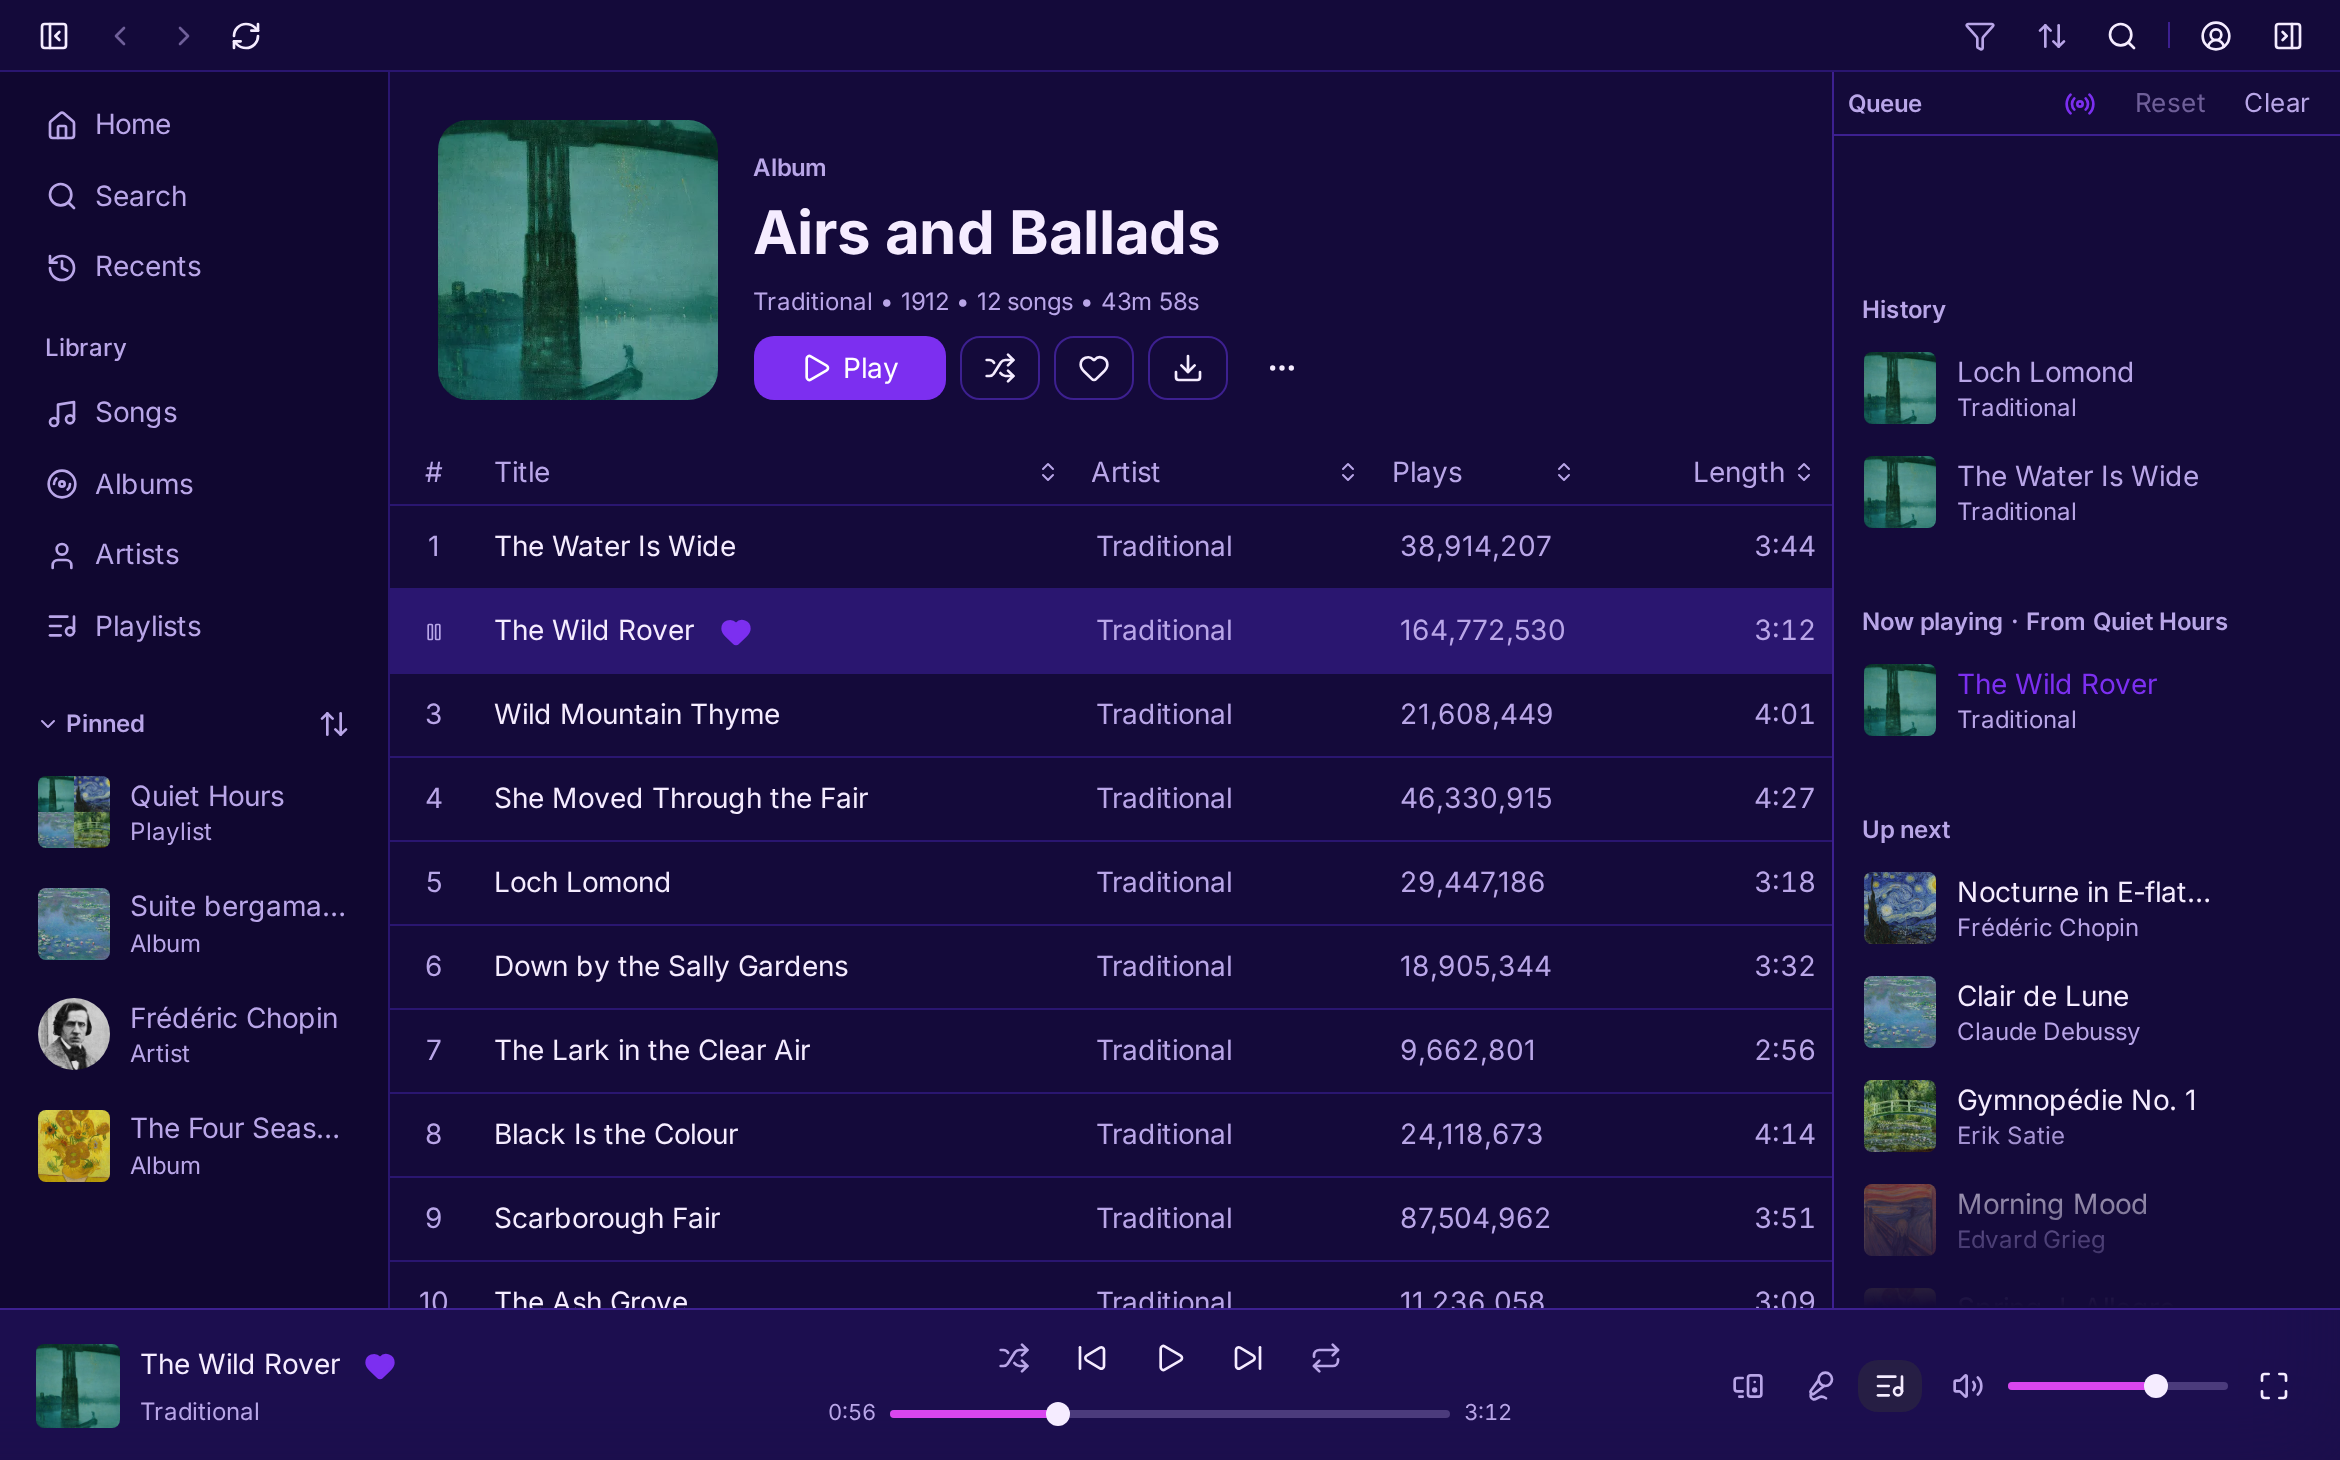 Home
Search
Recents
Library
Songs
Albums
Artists
Playlists
Pinned
Quiet Hours
Playlist
Suite bergama...
Album
Frédéric Chopin
Artist
The Four Seas...
Album
Album
Airs and Ballads
Traditional • 1912 • 12 songs • 43m 58s
Play
# Title Artist Plays Length
1 The Water Is Wide Traditional 38,914,207 3:44
The Wild Rover Traditional 164,772,530 3:12
3 Wild Mountain Thyme Traditional 21,608,449 4:01
4 She Moved Through the Fair Traditional 46,330,915 4:27
5 Loch Lomond Traditional 29,447,186 3:18
6 Down by the Sally Gardens Traditional 18,905,344 3:32
7 The Lark in the Clear Air Traditional 9,662,801 2:56
8 Black Is the Colour Traditional 24,118,673 4:14
9 Scarborough Fair Traditional 87,504,962 3:51
10 The Ash Grove Traditional 11,236,058 3:09
Queue Reset Clear
History
Loch Lomond
Traditional
The Water Is Wide
Traditional
Now playing · From Quiet Hours
The Wild Rover
Traditional
Up next
Nocturne in E-flat...
Frédéric Chopin
Clair de Lune
Claude Debussy
Gymnopédie No. 1
Erik Satie
Morning Mood
Edvard Grieg
The Wild Rover
Traditional
0:56 3:12